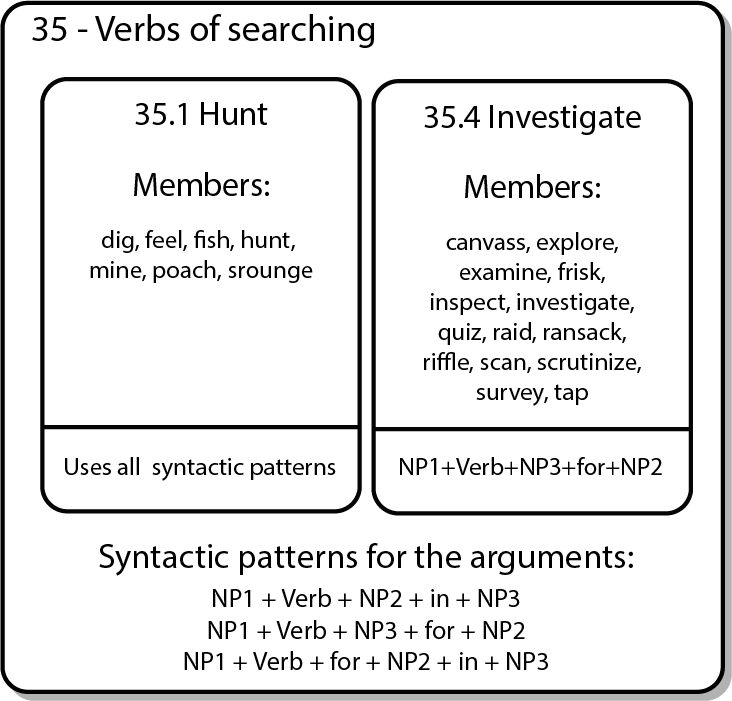 35 - Verbs of searching
35.1 Hunt
Members:
dig, feel, fish, hunt,
mine, poach, srounge
Uses all syntactic patterns
35.4 Investigate
Members:
canvass, explore,
examine, frisk,
inspect, investigate,
quiz, raid, ransack,
riffle, scan, scrutinize,
survey, tap
NP1+Verb+NP3+for+NP2
Syntactic patterns for the arguments:
NP1 + Verb + NP2 + in + NP3
NP1 + Verb + NP3 + for + NP2
NP1 + Verb + for + NP2 + in + NP3